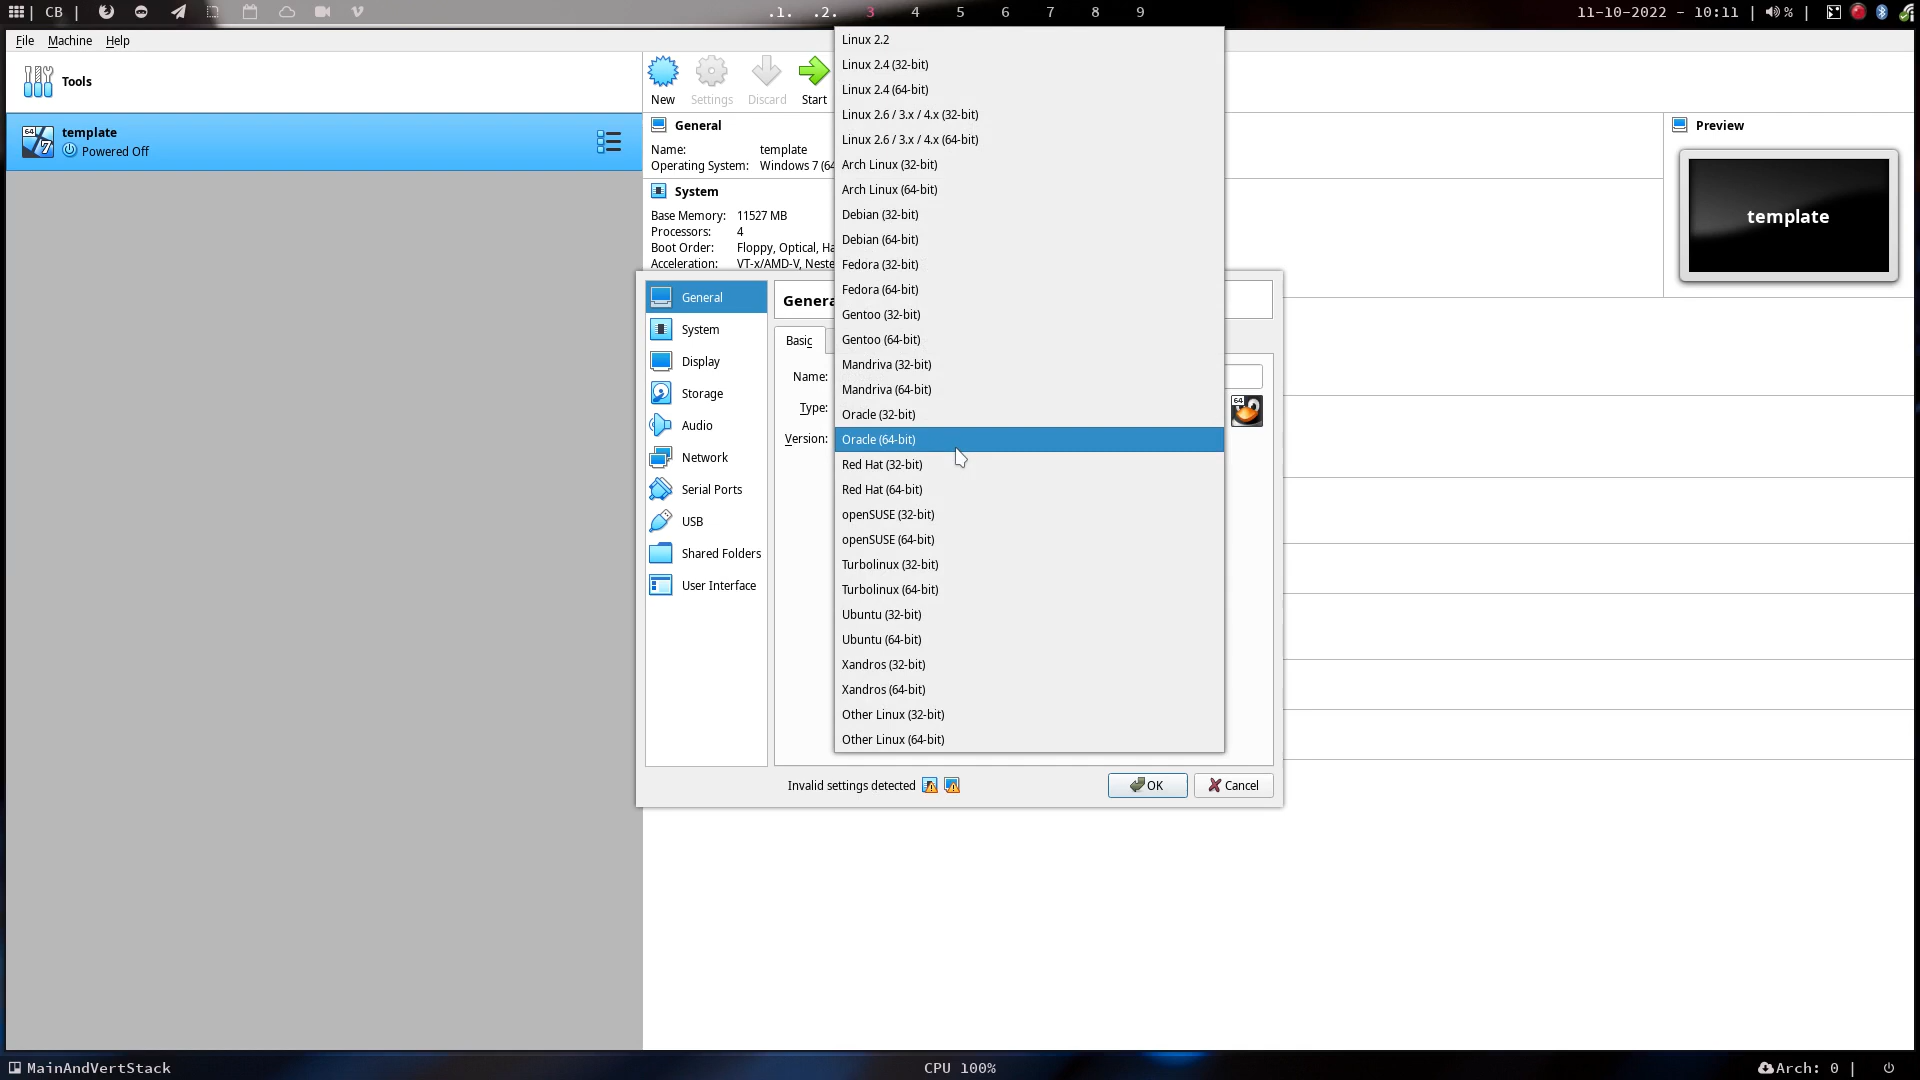 CB
.1. .2. 3 4 5 6 7 8 9
11-10-2022 - 10:11 | % |
File Machine Help
Tools
New Settings Discard Start
template
Powered Off
General
Name: template
Operating System: Windows 7 (64
System
Base Memory: 11527 MB
Processors: 4
Boot Order: Floppy, Optical, Ha
Acceleration: VT-x/AMD-V, Neste
Preview
template
General
System
Display
Storage
Audio
Network
Serial Ports
USB
Shared Folders
User Interface
Genera
Basic
Name:
Type:
Version:
Linux 2.2
Linux 2.4 (32-bit)
Linux 2.4 (64-bit)
Linux 2.6 / 3.x / 4.x (32-bit)
Linux 2.6 / 3.x / 4.x (64-bit)
Arch Linux (32-bit)
Arch Linux (64-bit)
Debian (32-bit)
Debian (64-bit)
Fedora (32-bit)
Fedora (64-bit)
Gentoo (32-bit)
Gentoo (64-bit)
Mandriva (32-bit)
Mandriva (64-bit)
Oracle (32-bit)
Oracle (64-bit)
Red Hat (32-bit)
Red Hat (64-bit)
openSUSE (32-bit)
openSUSE (64-bit)
Turbolinux (32-bit)
Turbolinux (64-bit)
Ubuntu (32-bit)
Ubuntu (64-bit)
Xandros (32-bit)
Xandros (64-bit)
Other Linux (32-bit)
Other Linux (64-bit)
Invalid settings detected
OK Cancel
MainAndVertStack
CPU 100%
Arch: 0 |